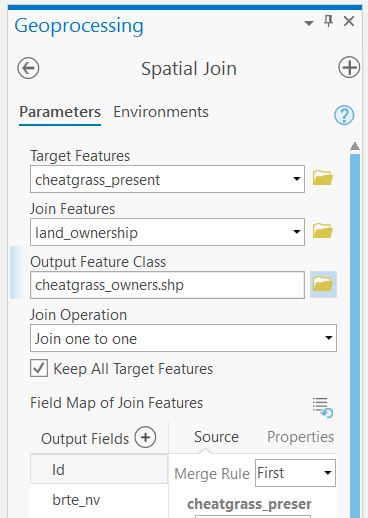 Geoprocessing
Spatial Join
Parameters Environments
?
Target Features
cheatgrass_present
Join Features
land_ownership
Output Feature Class
cheatgrass_owners.shp
Join Operation
Join one to one
Keep All Target Features
Field Map of Join Features
Output Fields Source Properties
Id Merge Rule First
brte_nv cheatgrass_preser